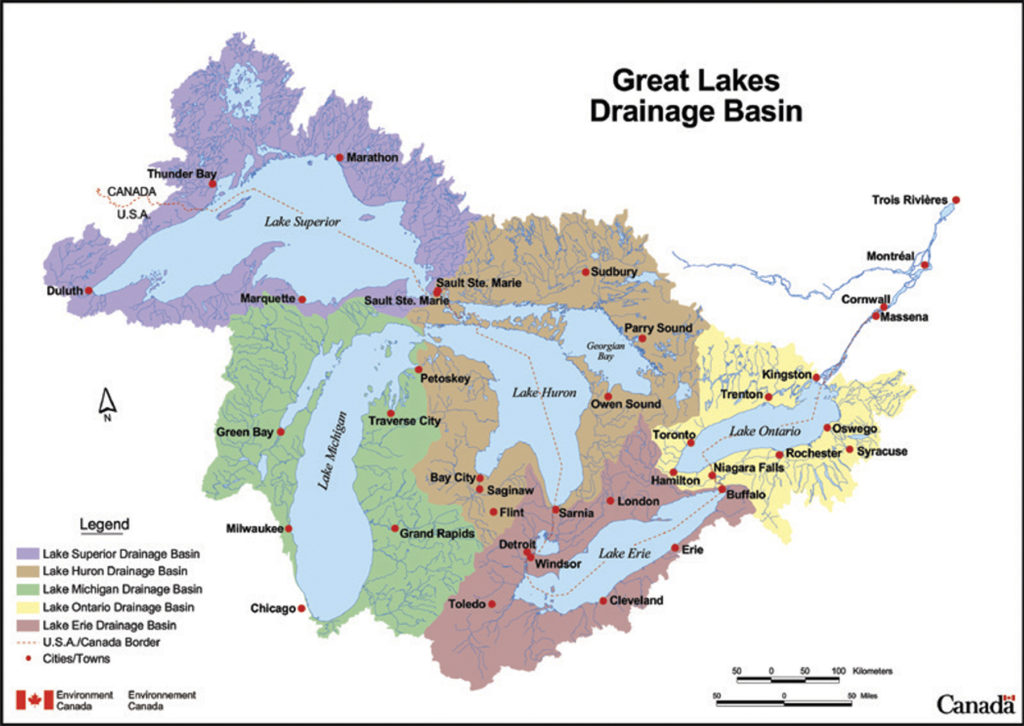 Great Lakes
Drainage Basin
Marathon
Thunder Bay
CANADA
U.S.A.
Lake Superior
Trois Rivières
Montréal
Duluth
Marquette
Sault Ste. Marie
Sault Ste. Marie
Sudbury
Cornwall
Massena
Parry Sound
Georgian
Bay
Petoskey
Lake Huron
Owen Sound
Kingston
Trenton
N
Traverse City
Green Bay
Lake Michigan
Toronto
Lake Ontario
Oswego
Rochester
Syracuse
Niagara Falls
Hamilton
Buffalo
Bay City
Saginaw
Flint
Sarnia
London
Milwaukee
Grand Rapids
Detroit
Windsor
Lake Erie
Erie
Chicago
Toledo
Cleveland
Legend
Lake Superior Drainage Basin
Lake Huron Drainage Basin
Lake Michigan Drainage Basin
Lake Ontario Drainage Basin
Lake Erie Drainage Basin
U.S.A./Canada Border
Cities/Towns
Environment
Canada
Environnement
Canada
50 0 50 100 Kilometers
50 0 50 Miles
Canada